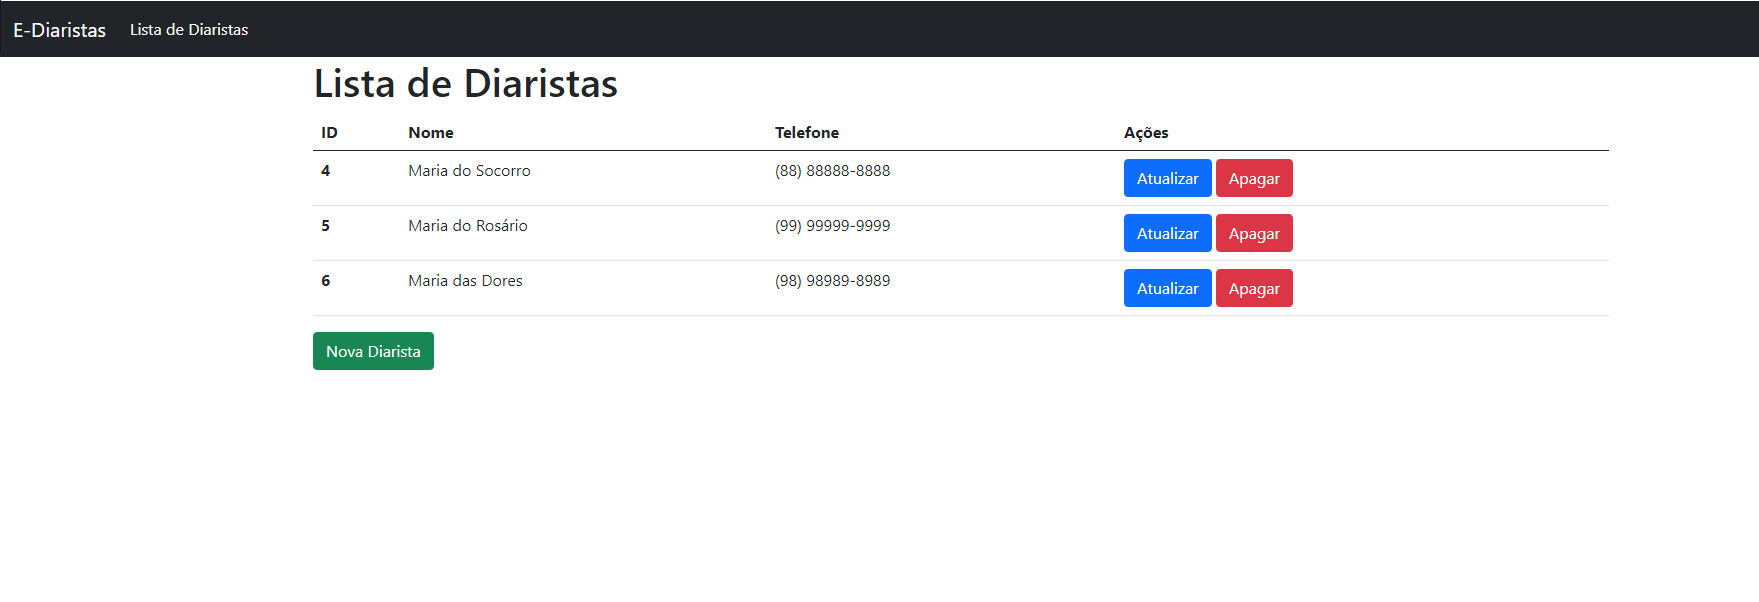 E-Diaristas Lista de Diaristas
Lista de Diaristas
ID Nome Telefone Ações
4 Maria do Socorro (88) 88888-8888 Atualizar Apagar
5 Maria do Rosário (99) 99999-9999 Atualizar Apagar
6 Maria das Dores (98) 98989-8989 Atualizar Apagar
Nova Diarista